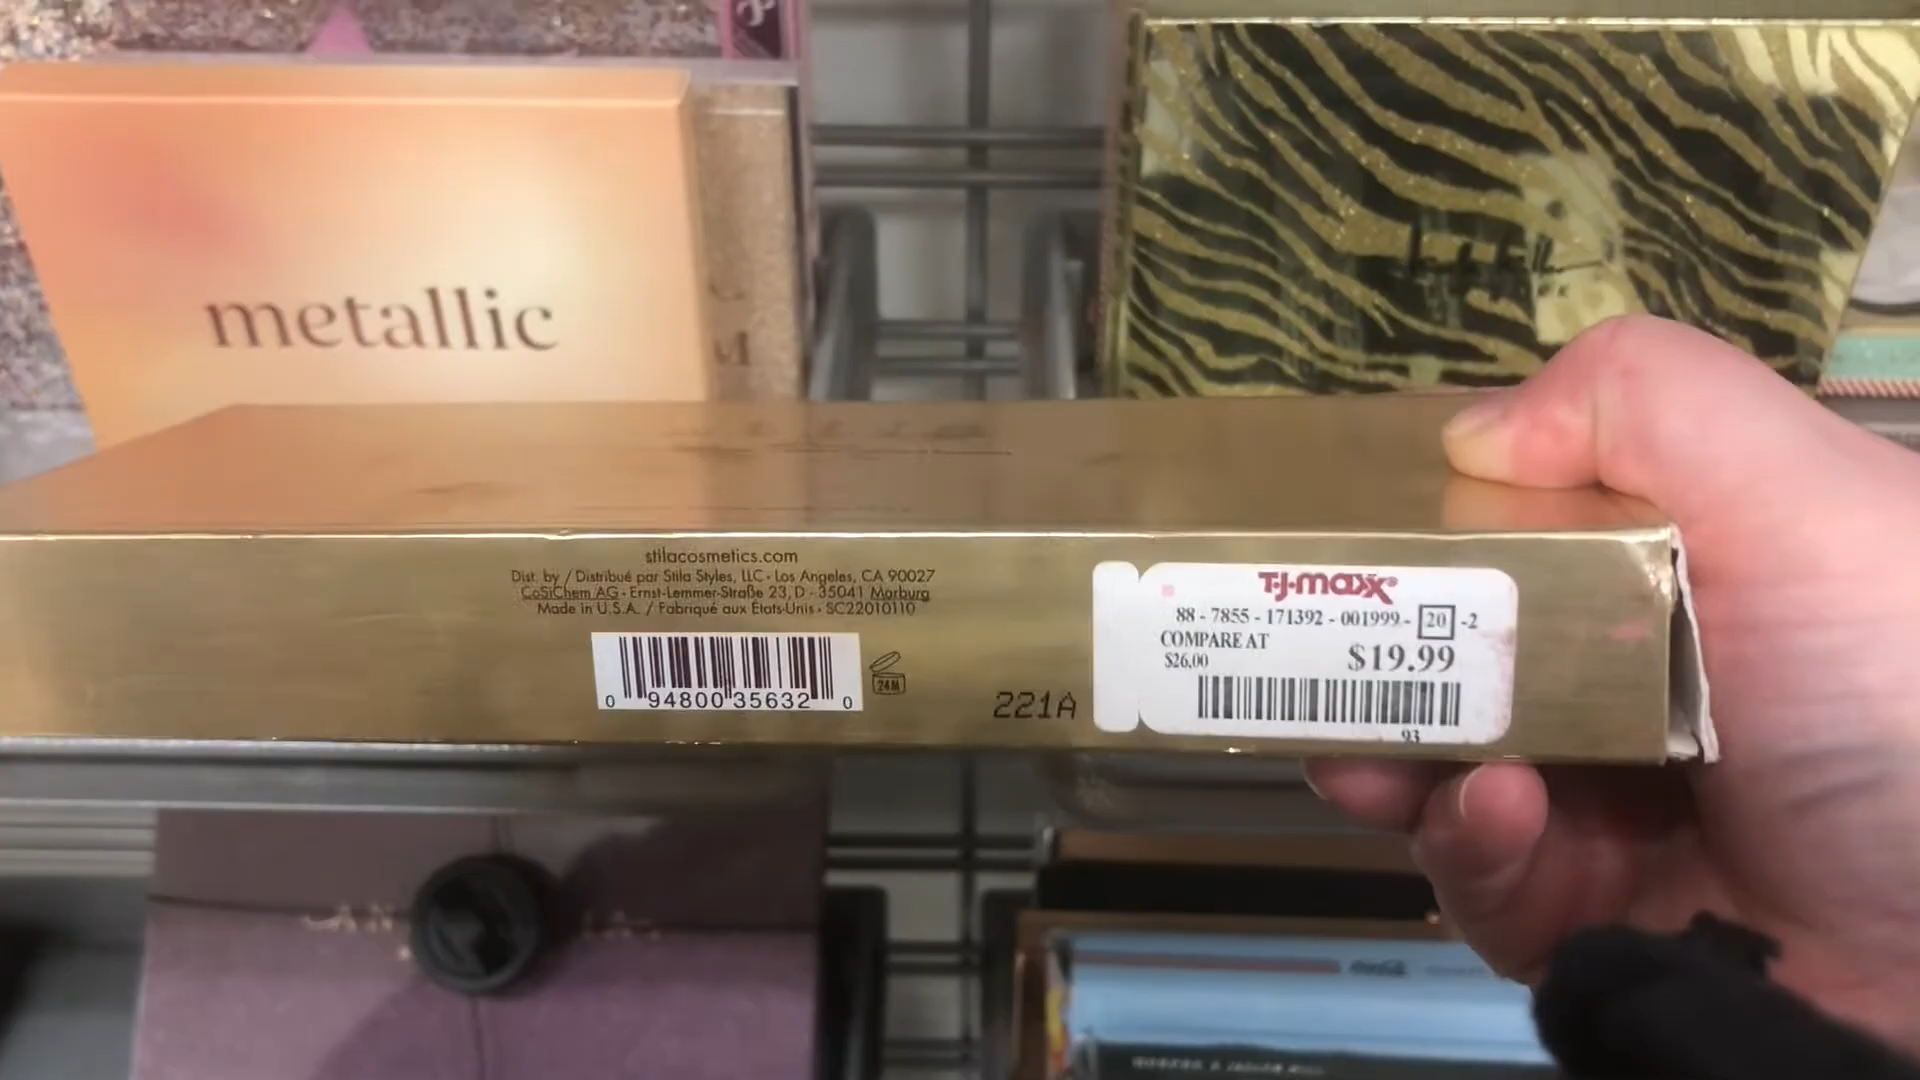 metallic
stilacosmetics.com
Dist. by / Distribué par Stila Styles, LLC • Los Angeles, CA 90027
CoSiChem AG • Ernst-Lemmer-Straße 23, D - 35041 Marburg
Made in U.S.A. / Fabriqué aux États-Unis • SC22010110
0 94800 35632 0
24M
221A
T•J•maxx
88 - 7855 - 171392 - 001999 - 20 -2
COMPARE AT
$26.00 $19.99
93